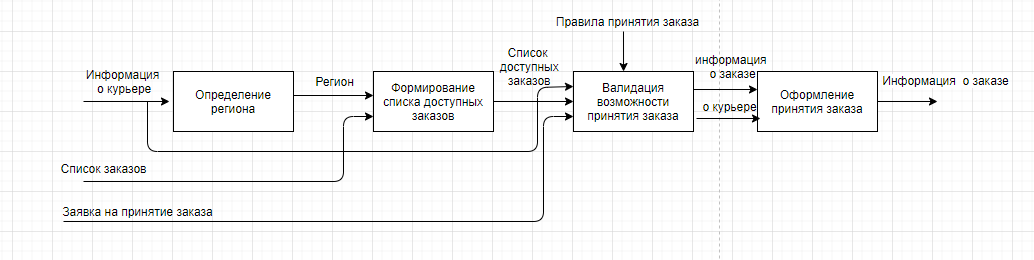 Правила принятия заказа
Информация
о курьере
Определение
региона
Регион
Формирование
списка доступных
заказов
Список
доступных
заказов
Валидация
возможности
принятия заказа
информация
о заказе
о курьере
Оформление
принятия заказа
Информация о заказе
Список заказов
Заявка на принятие заказа